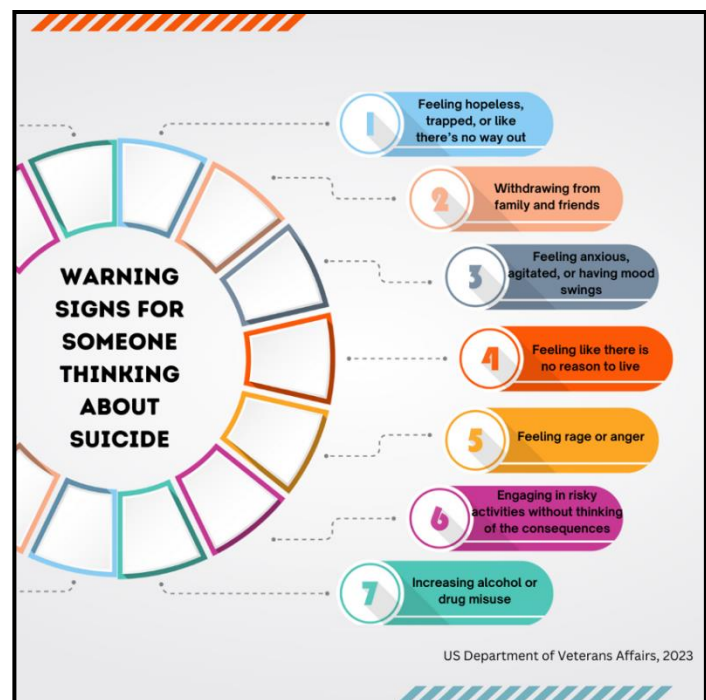 WARNING
SIGNS FOR
SOMEONE
THINKING
ABOUT
SUICIDE
1
Feeling hopeless,
trapped, or like
there's no way out
2
Withdrawing from
family and friends
3
Feeling anxious,
agitated, or having mood
swings
4
Feeling like there is
no reason to live
5
Feeling rage or anger
6
Engaging in risky
activities without thinking
of the consequences
7
Increasing alcohol or
drug misuse
US Department of Veterans Affairs, 2023